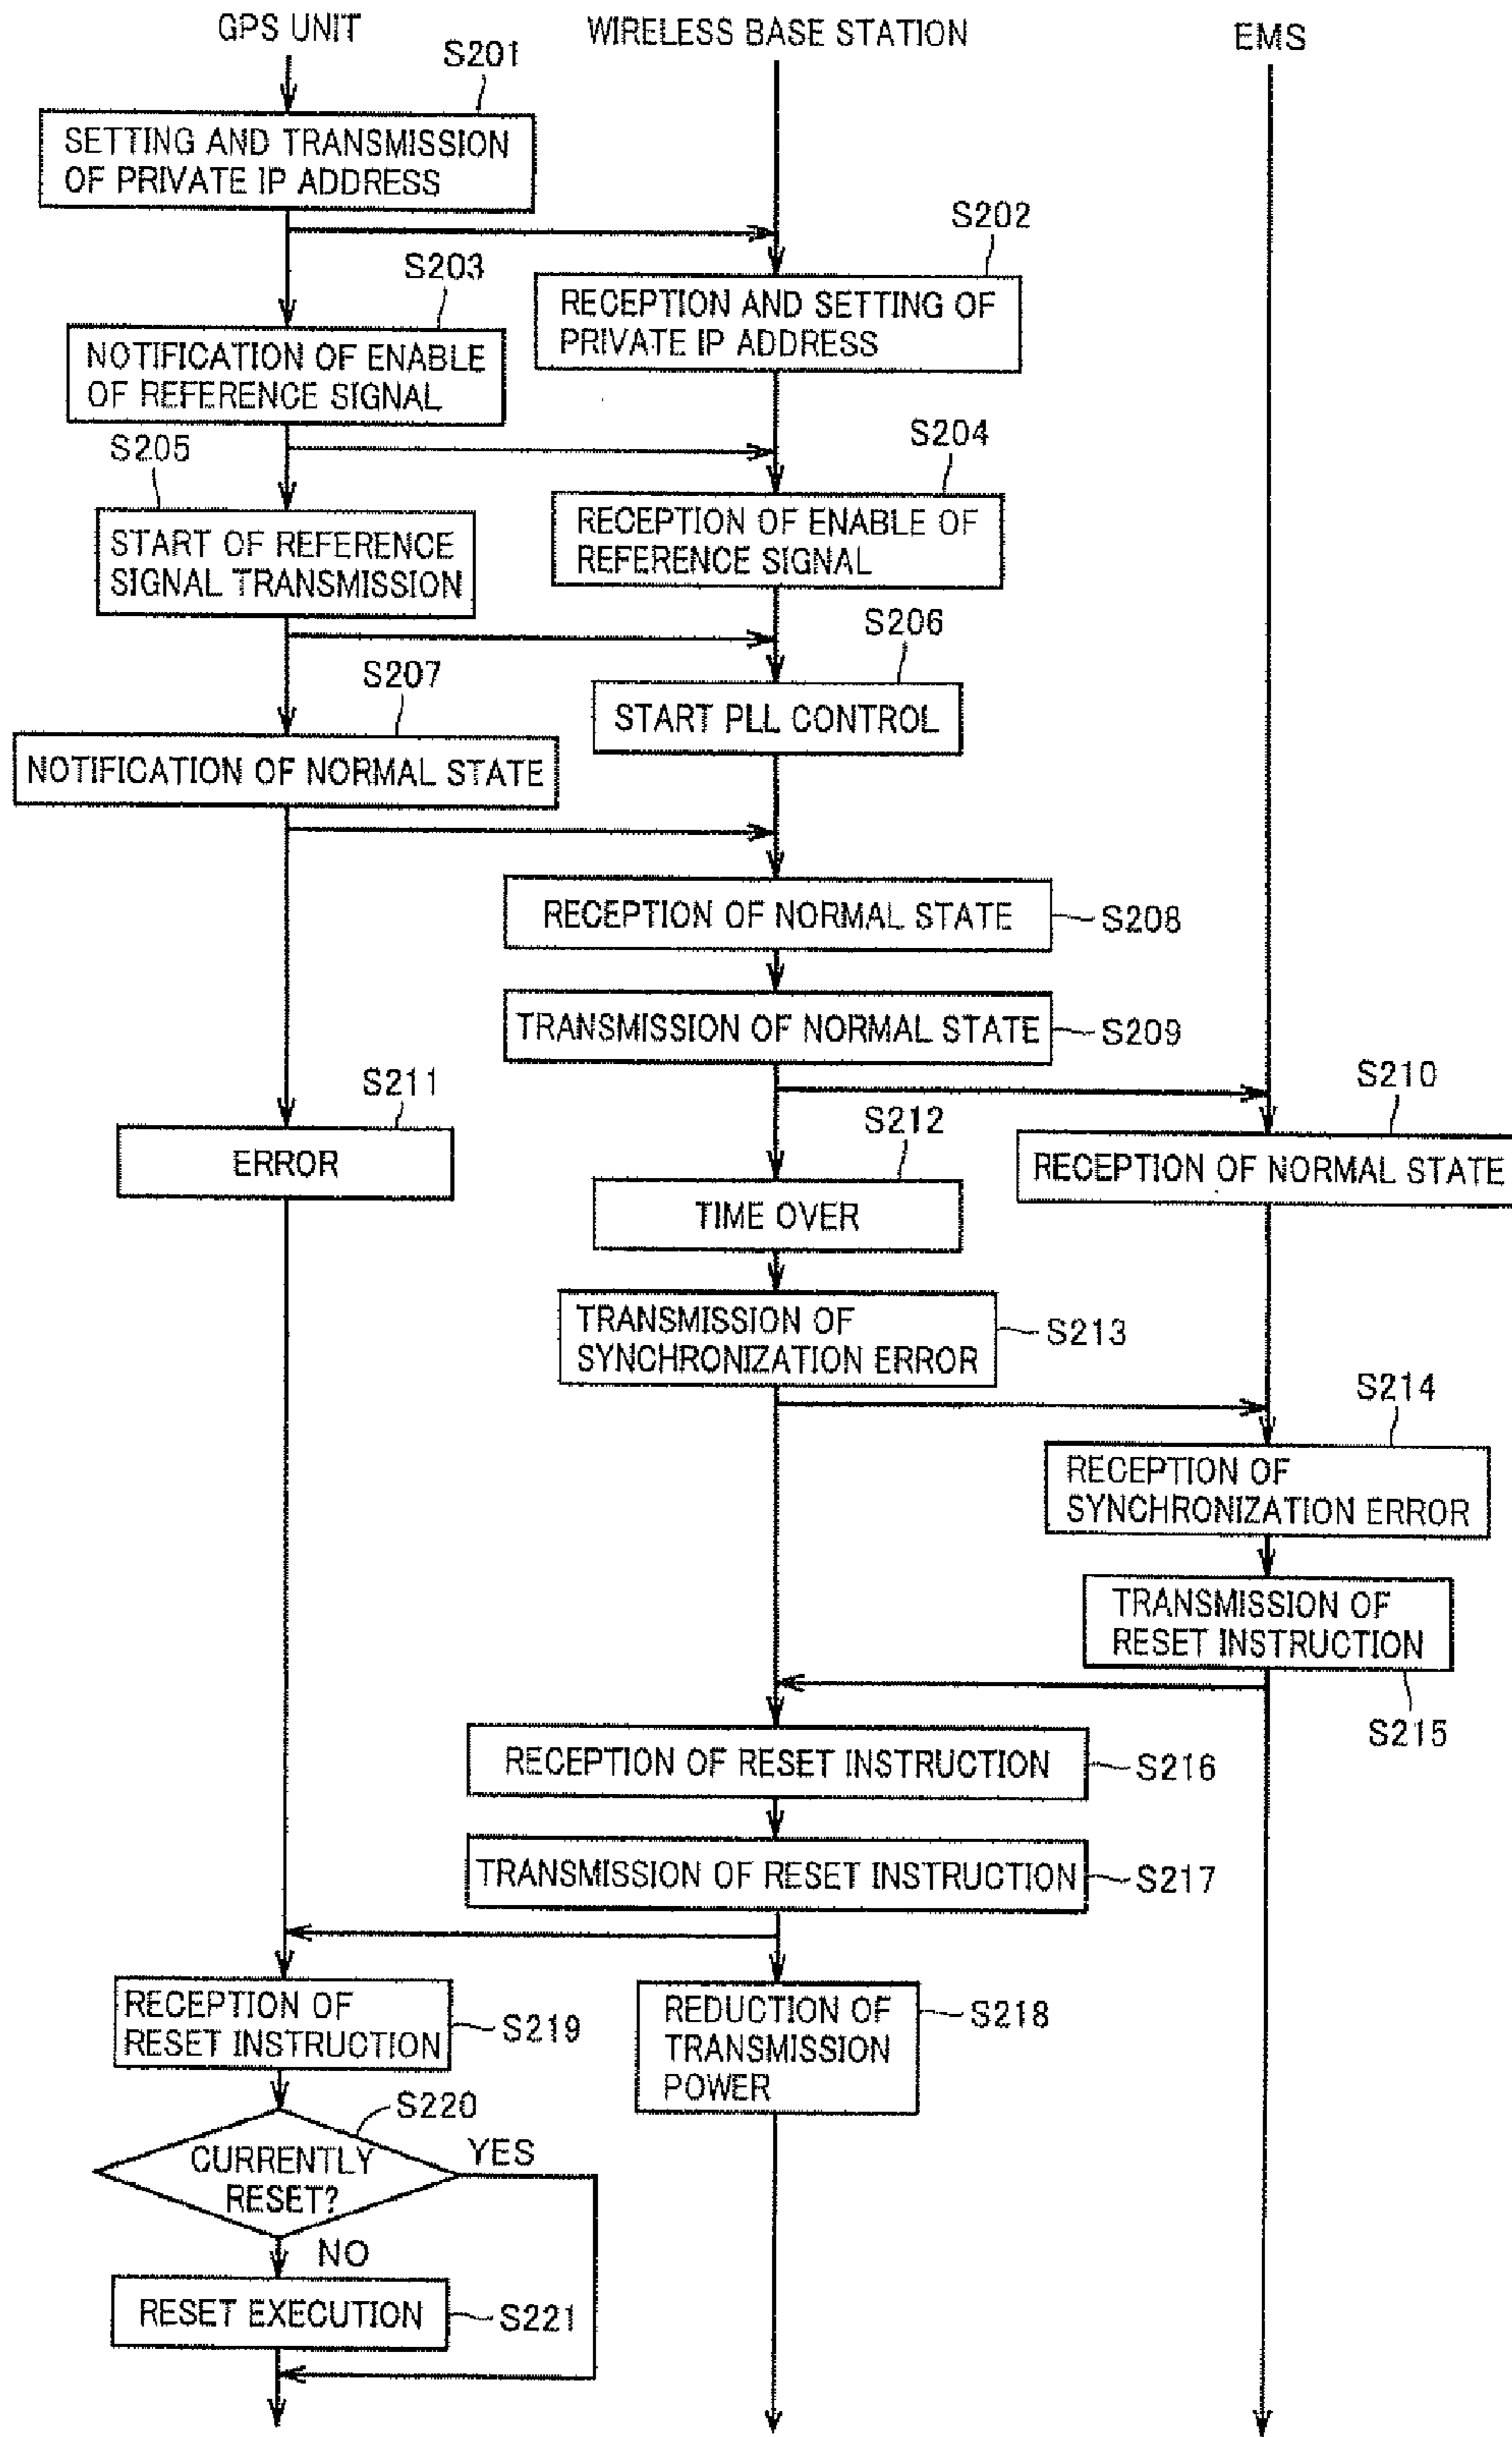 GPS UNIT
WIRELESS BASE STATION
EMS
S201
SETTING AND TRANSMISSION
OF PRIVATE IP ADDRESS
S202
RECEPTION AND SETTING OF
PRIVATE IP ADDRESS
S203
NOTIFICATION OF ENABLE
OF REFERENCE SIGNAL
S204
RECEPTION OF ENABLE OF
REFERENCE SIGNAL
S205
START OF REFERENCE
SIGNAL TRANSMISSION
S206
START PLL CONTROL
S207
NOTIFICATION OF NORMAL STATE
RECEPTION OF NORMAL STATE
S208
TRANSMISSION OF NORMAL STATE
S209
S210
RECEPTION OF NORMAL STATE
S211
ERROR
S212
TIME OVER
TRANSMISSION OF
SYNCHRONIZATION ERROR
S213
S214
RECEPTION OF
SYNCHRONIZATION ERROR
TRANSMISSION OF
RESET INSTRUCTION
S215
RECEPTION OF RESET INSTRUCTION
S216
TRANSMISSION OF RESET INSTRUCTION
S217
REDUCTION OF
TRANSMISSION
POWER
S218
RECEPTION OF
RESET INSTRUCTION
S219
S220
CURRENTLY
RESET?
YES
NO
RESET EXECUTION
S221